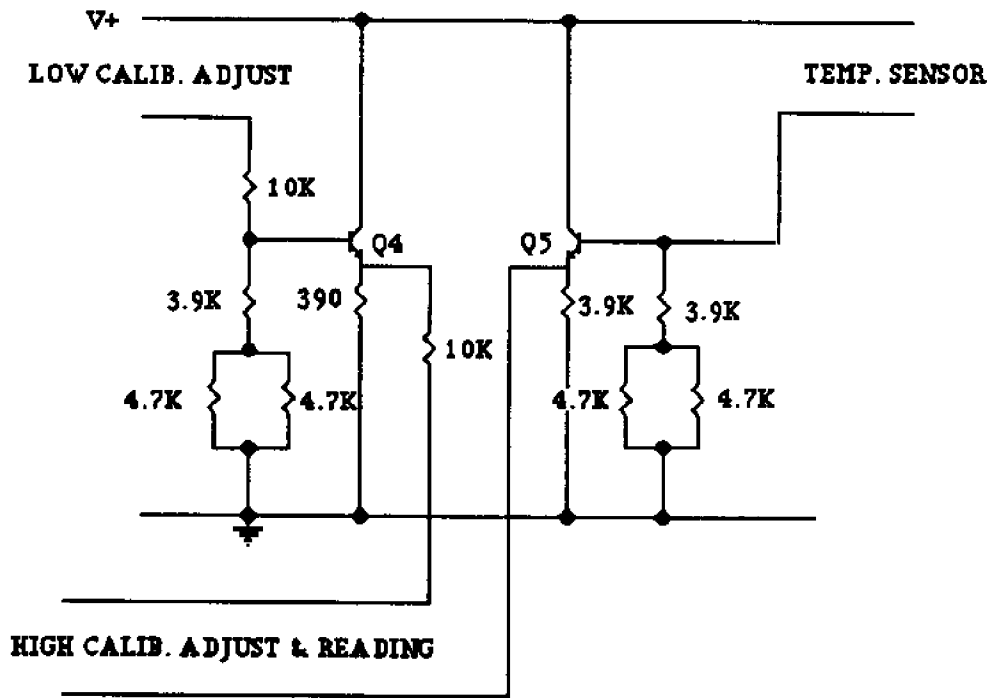 V+
LOW CALIB. ADJUST
TEMP. SENSOR
10K
Q4
Q5
3.9K
390
3.9K
3.9K
10K
4.7K
4.7K
4.7K
4.7K
HIGH CALIB. ADJUST & READING